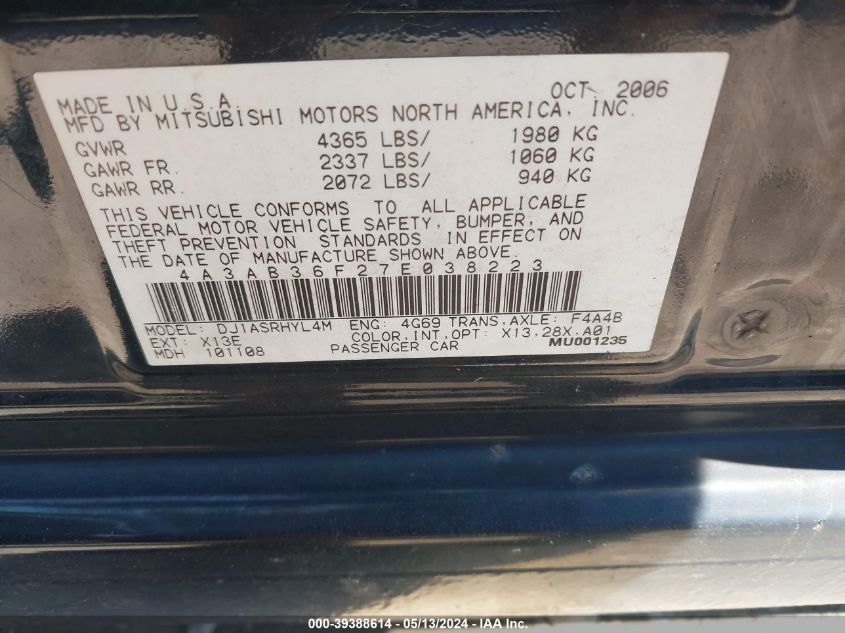 OCT 2006
MADE IN U.S.A.
MFD BY MITSUBISHI MOTORS NORTH AMERICA, INC.
GVWR 4365 LBS/ 1980 KG
GAWR FR. 2337 LBS/ 1060 KG
GAWR RR. 2072 LBS/ 940 KG
THIS VEHICLE CONFORMS TO ALL APPLICABLE
FEDERAL MOTOR VEHICLE SAFETY, BUMPER, AND
THEFT PREVENTION STANDARDS IN EFFECT ON
THE DATE OF MANUFACTURE SHOWN ABOVE.
4A3AB36F27E038223
MODEL: DJ1ASRHYL4M ENG: 4G69 TRANS.AXLE: F4A4B
EXT: X13E COLOR.INT.OPT: X13.28X.A01
MDH 101108 PASSENGER CAR MU001235
000-39388614 - 05/13/2024 - IAA Inc.